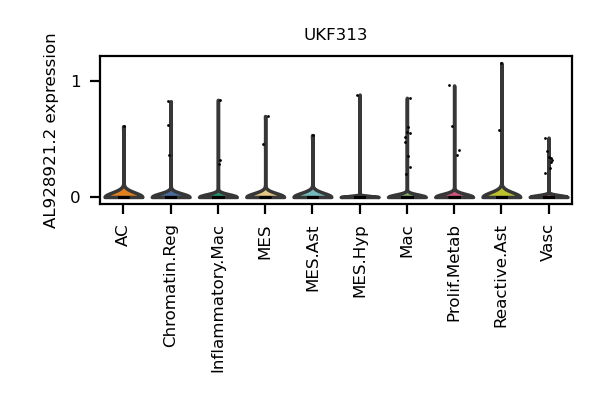 UKF313
AL928921.2 expression
1
0
AC
Chromatin.Reg
Inflammatory.Mac
MES
MES.Ast
MES.Hyp
Mac
Prolif.Metab
Reactive.Ast
Vasc